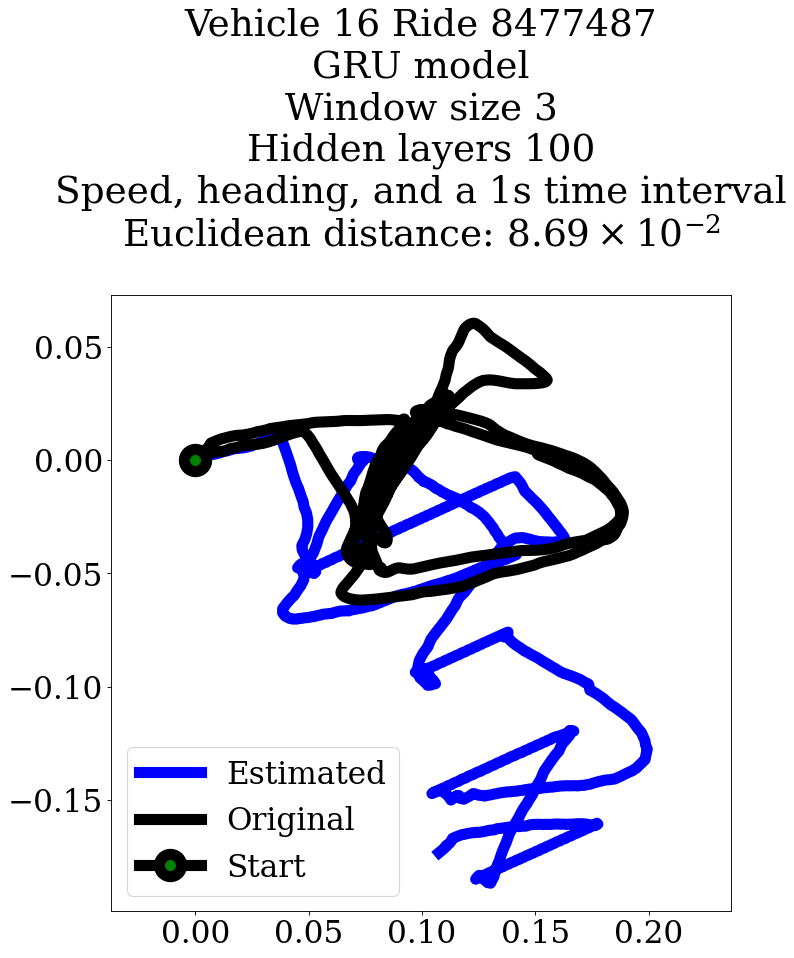 Vehicle 16 Ride 8477487
GRU model
Window size 3
Hidden layers 100
Speed, heading, and a 1s time interval
Euclidean distance: 8.69 × 10⁻²
0.05
0.00
−0.05
−0.10
−0.15
Estimated
Original
Start
0.00 0.05 0.10 0.15 0.20